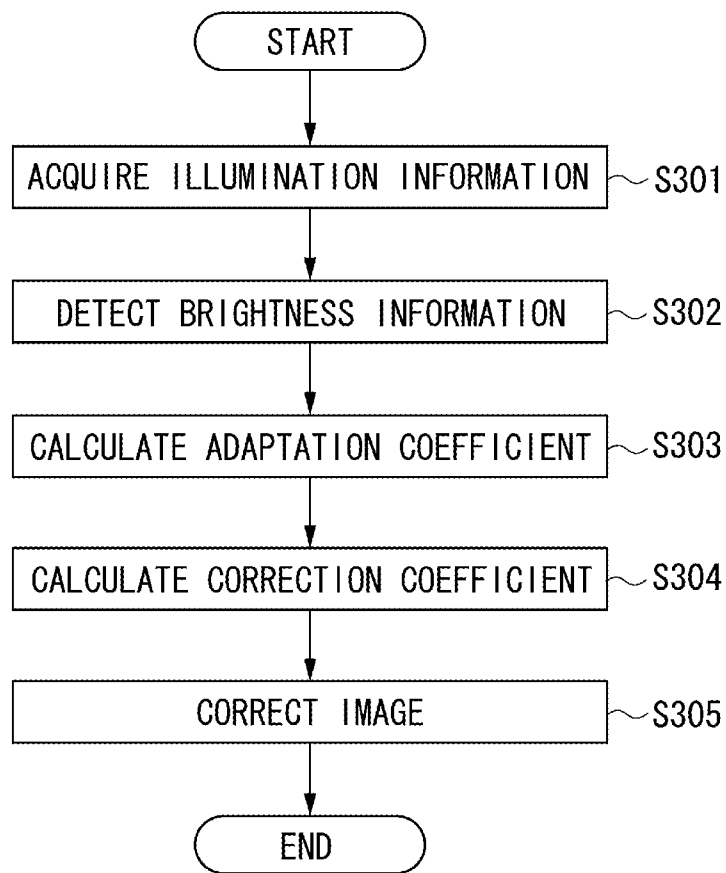 START
ACQUIRE ILLUMINATION INFORMATION
S301
DETECT BRIGHTNESS INFORMATION
S302
CALCULATE ADAPTATION COEFFICIENT
S303
CALCULATE CORRECTION COEFFICIENT
S304
CORRECT IMAGE
S305
END